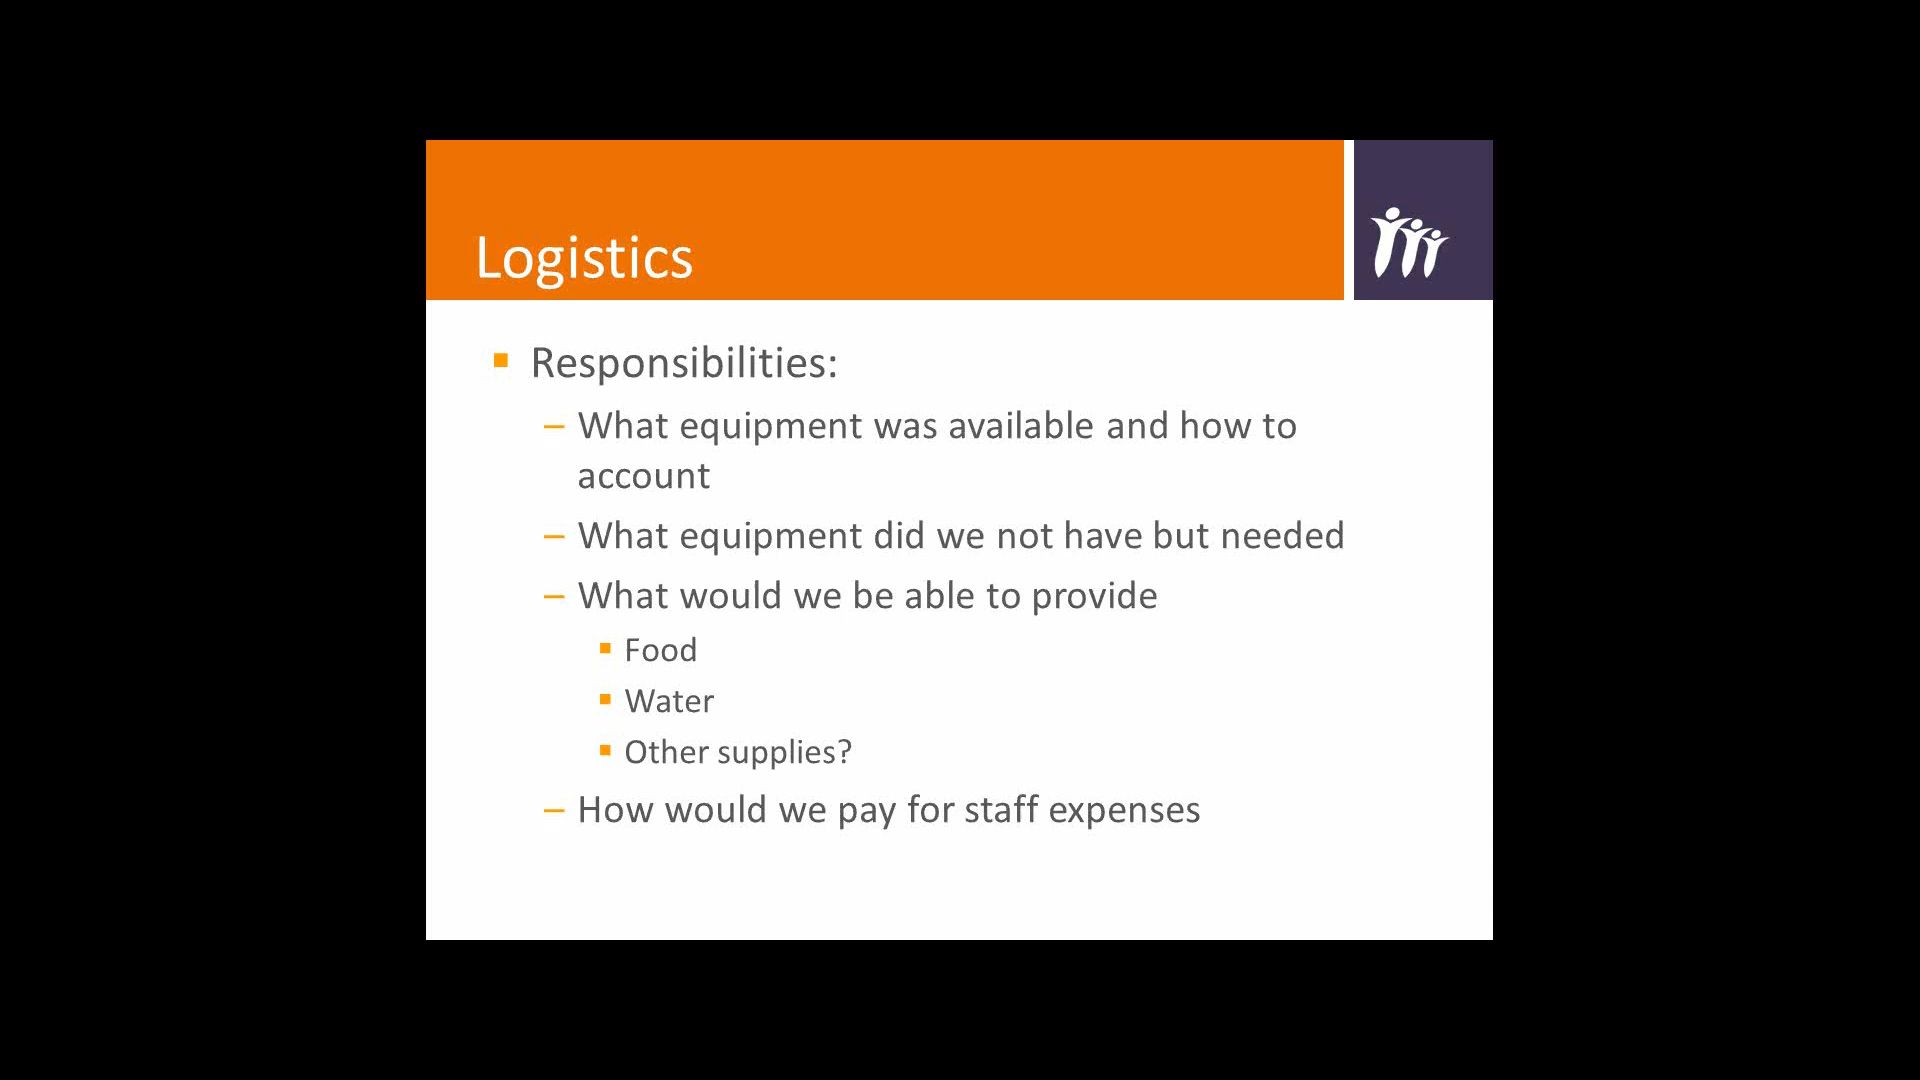 Logistics
Responsibilities:
– What equipment was available and how to
account
– What equipment did we not have but needed
– What would we be able to provide
Food
Water
Other supplies?
– How would we pay for staff expenses